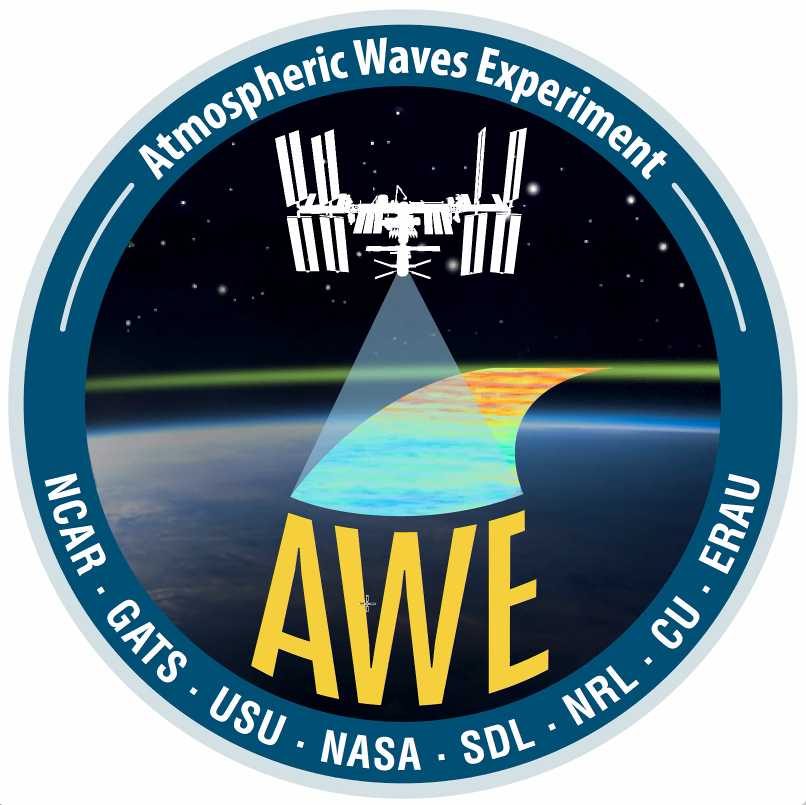 Atmospheric Waves Experiment
AWE
NCAR · GATS · USU · NASA · SDL · NRL · CU · ERAU